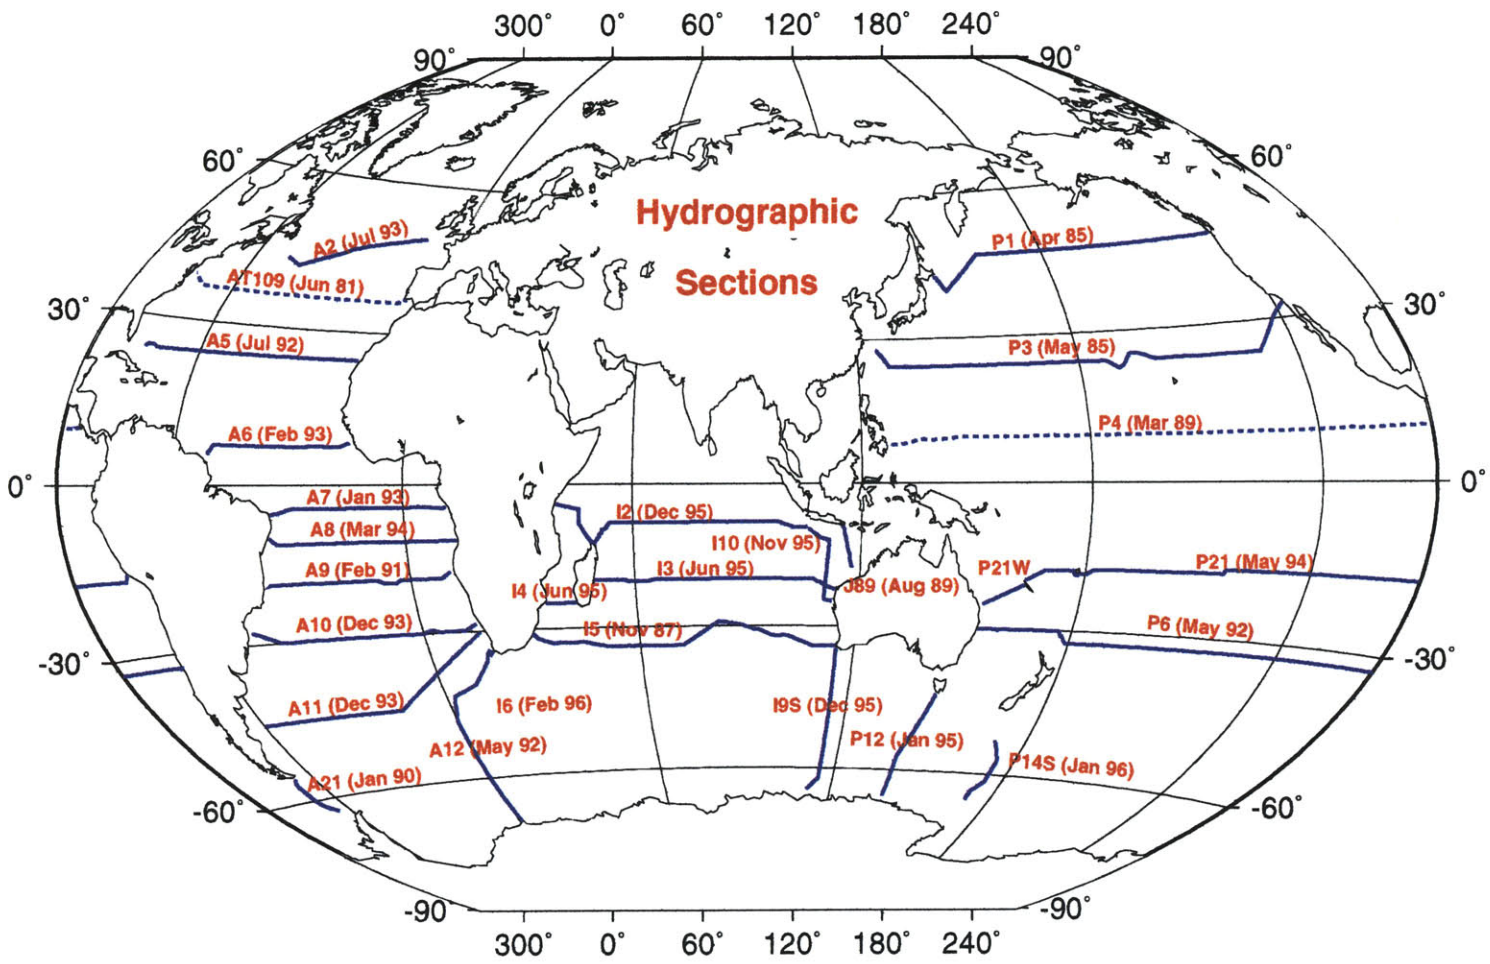 300° 0° 60° 120° 180° 240°
90° 90°
60° 60°
Hydrographic
A2 (Jul 93) P1 (Apr 85)
Sections
AT109 (Jun 81)
30° 30°
A5 (Jul 92) P3 (May 85)
A6 (Feb 93) P4 (Mar 89)
0° 0°
A7 (Jan 93) I2 (Dec 95)
A8 (Mar 94) I10 (Nov 95)
A9 (Feb 91) I3 (Jun 95) P21W P21 (May 94)
I4 (Jun 95) J89 (Aug 89)
A10 (Dec 93) I5 (Nov 87) P6 (May 92)
-30° -30°
A11 (Dec 93) I6 (Feb 96) I9S (Dec 95)
A12 (May 92) P12 (Jan 95)
A21 (Jan 90) P14S (Jan 96)
-60° -60°
-90° -90°
300° 0° 60° 120° 180° 240°